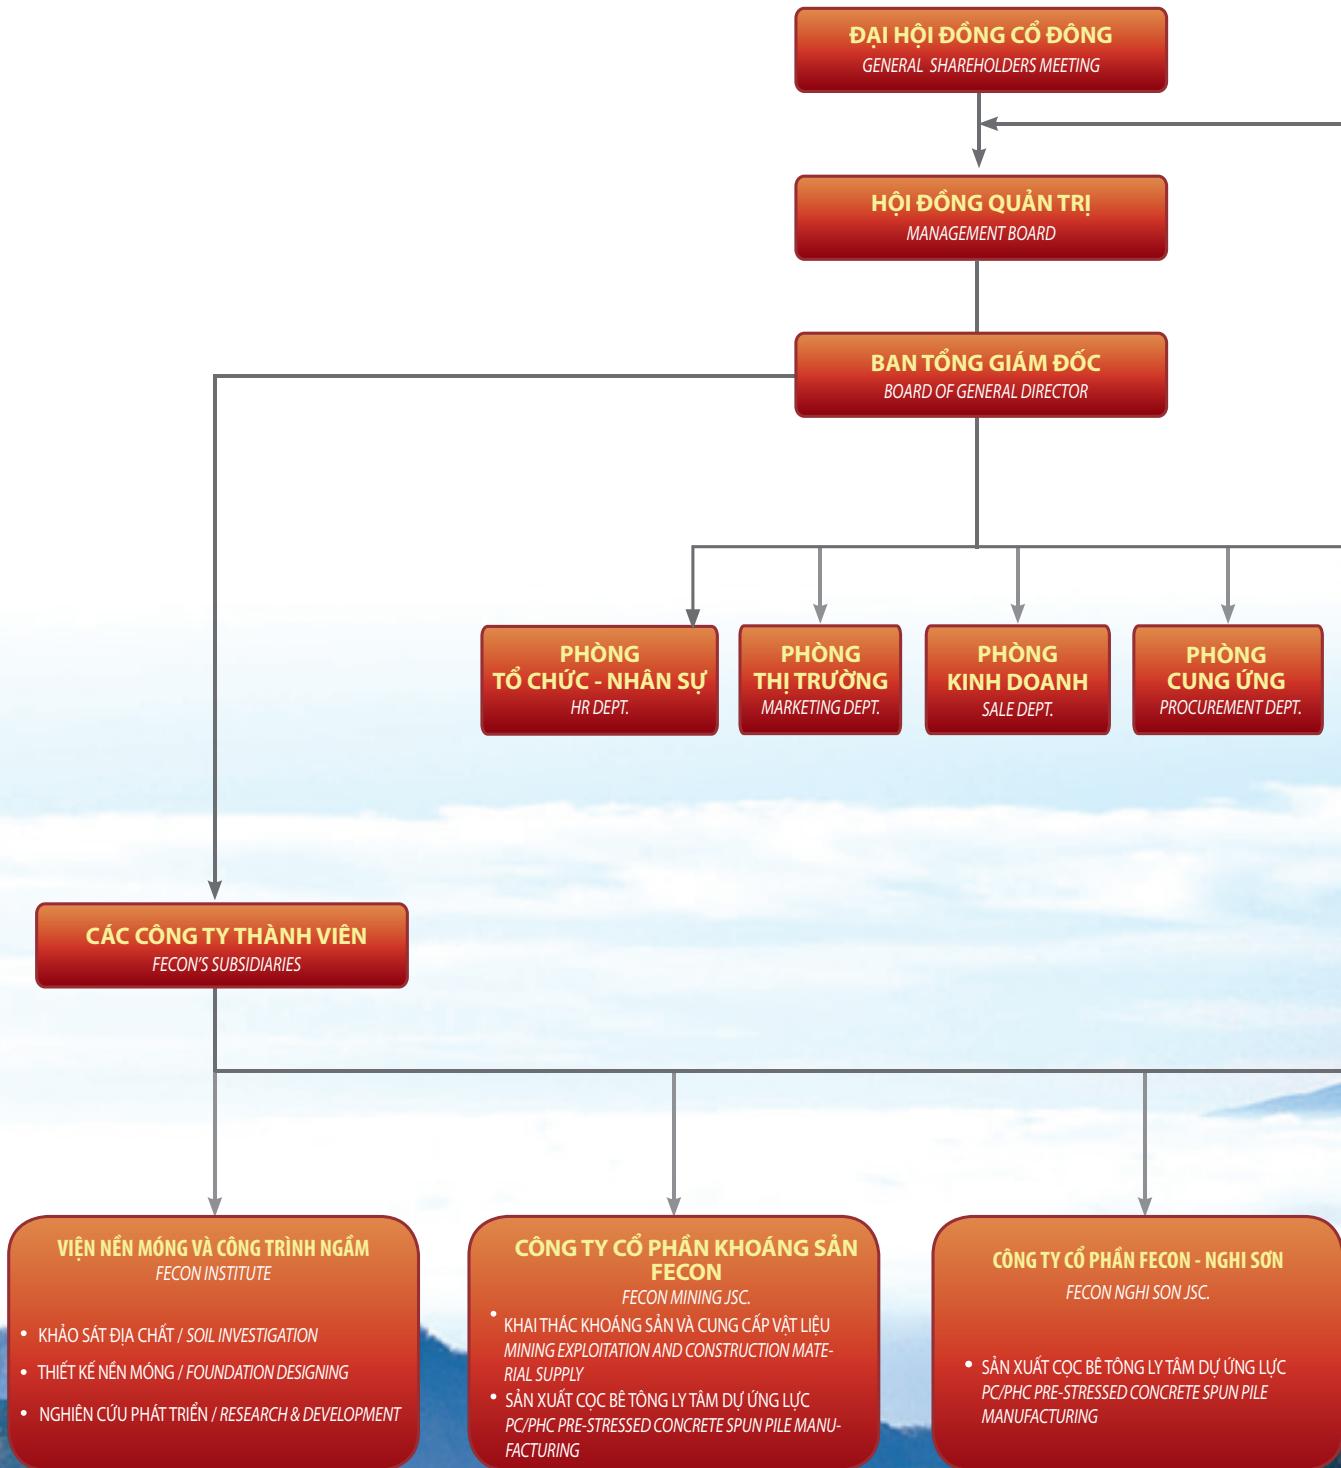 ĐẠI HỘI ĐỒNG CỔ ĐÔNG
GENERAL SHAREHOLDERS MEETING
HỘI ĐỒNG QUẢN TRỊ
MANAGEMENT BOARD
BAN TỔNG GIÁM ĐỐC
BOARD OF GENERAL DIRECTOR
PHÒNG
TỔ CHỨC - NHÂN SỰ
HR DEPT.
PHÒNG
THỊ TRƯỜNG
MARKETING DEPT.
PHÒNG
KINH DOANH
SALE DEPT.
PHÒNG
CUNG ỨNG
PROCUREMENT DEPT.
CÁC CÔNG TY THÀNH VIÊN
FECON'S SUBSIDIARIES
VIỆN NỀN MÓNG VÀ CÔNG TRÌNH NGẦM
FECON INSTITUTE
• KHẢO SÁT ĐỊA CHẤT / SOIL INVESTIGATION
• THIẾT KẾ NỀN MÓNG / FOUNDATION DESIGNING
• NGHIÊN CỨU PHÁT TRIỂN / RESEARCH & DEVELOPMENT
CÔNG TY CỔ PHẦN KHOÁNG SẢN
FECON
FECON MINING JSC.
• KHAI THÁC KHOÁNG SẢN VÀ CUNG CẤP VẬT LIỆU
MINING EXPLOITATION AND CONSTRUCTION MATE-
RIAL SUPPLY
• SẢN XUẤT CỌC BÊ TÔNG LY TÂM DỰ ỨNG LỰC
PC/PHC PRE-STRESSED CONCRETE SPUN PILE MANU-
FACTURING
CÔNG TY CỔ PHẦN FECON - NGHI SƠN
FECON NGHI SON JSC.
• SẢN XUẤT CỌC BÊ TÔNG LY TÂM DỰ ỨNG LỰC
PC/PHC PRE-STRESSED CONCRETE SPUN PILE
MANUFACTURING